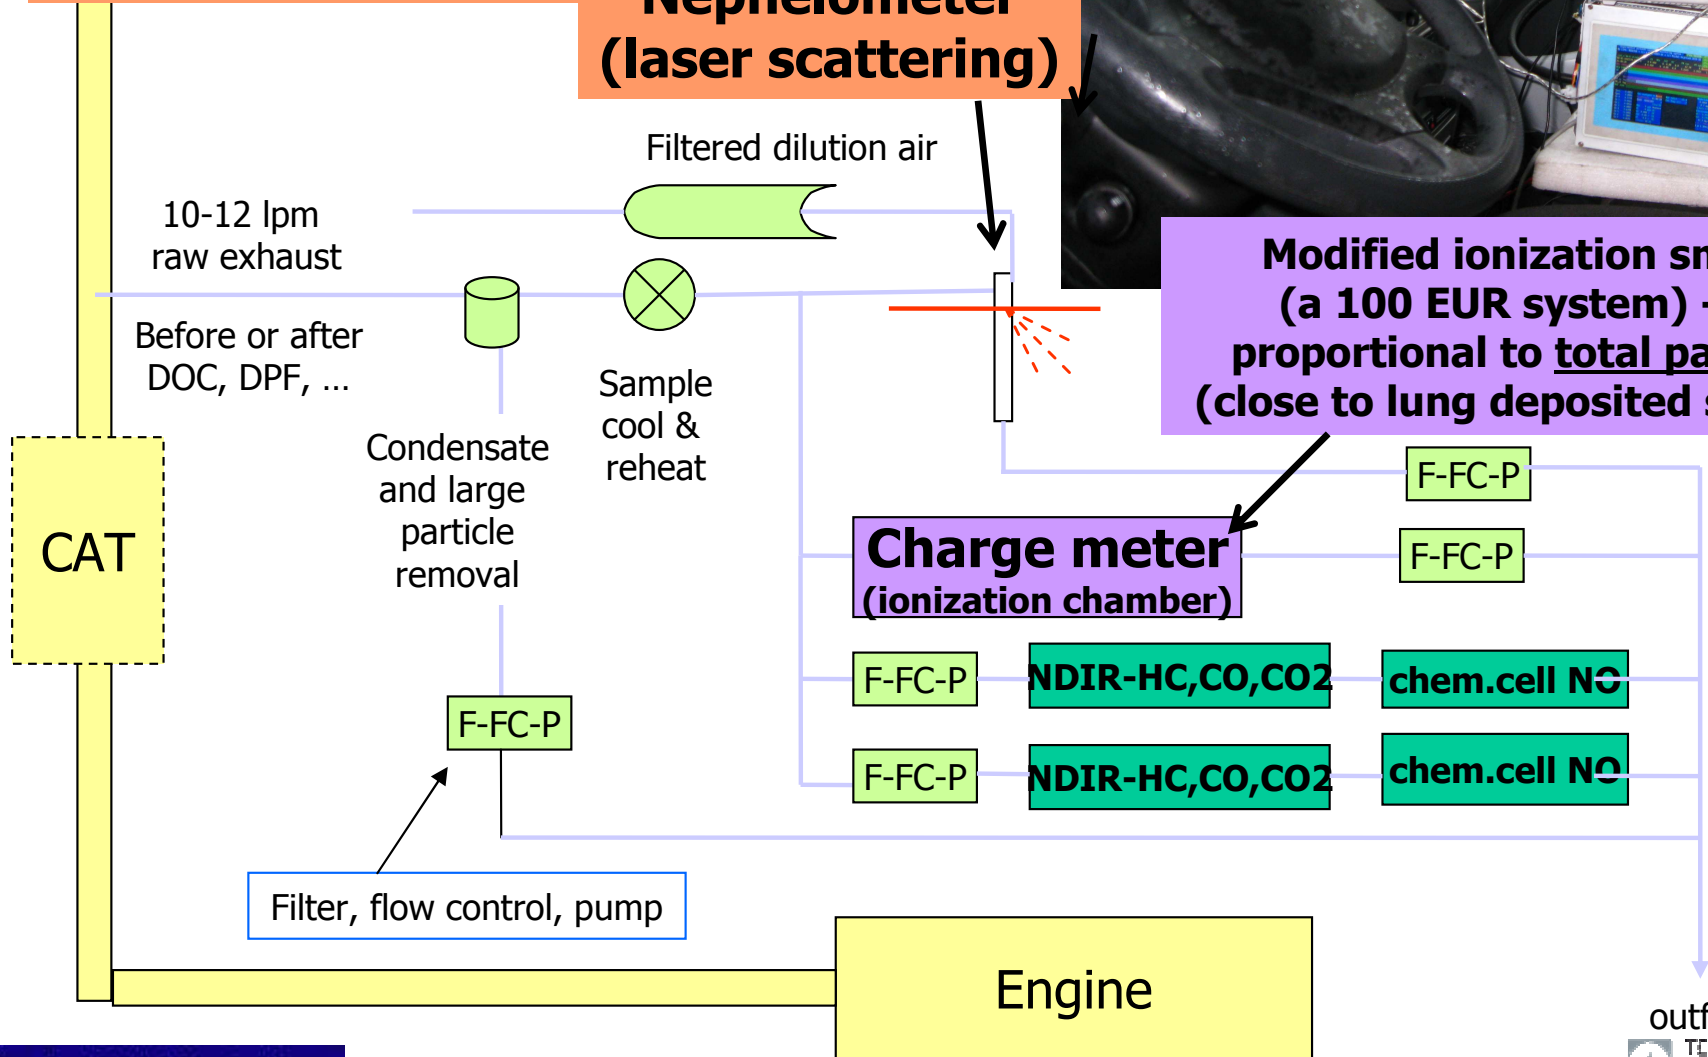 Nephelometer
(laser scattering)
Filtered dilution air
10-12 lpm
raw exhaust
Before or after
DOC, DPF, ...
Modified ionization
(a 100 EUR system) -
proportional to total
(close to lung deposited
Sample
cool &
reheat
Condensate
and large
particle
removal
CAT
F-FC-P
Charge meter
(ionization chamber)
F-FC-P
F-FC-P
NDIR-HC,CO,CO2
chem.cell NO
F-FC-P
F-FC-P
NDIR-HC,CO,CO2
chem.cell NO
Filter, flow control, pump
Engine